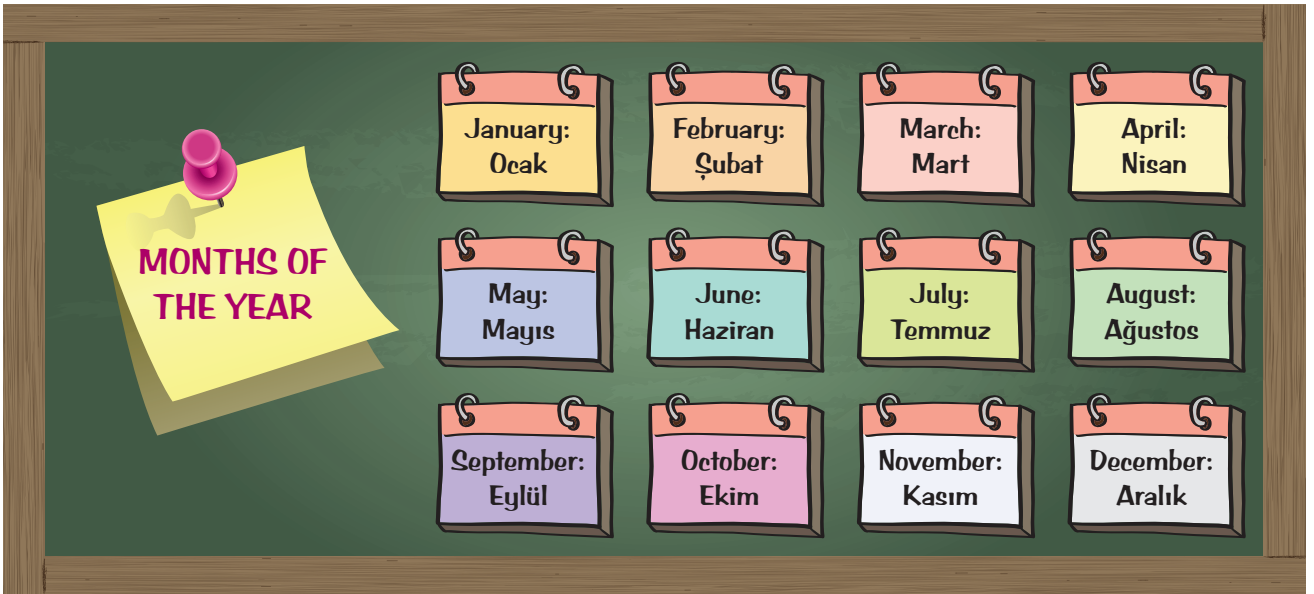 MONTHS OF
THE YEAR
January:
Ocak
February:
Şubat
March:
Mart
April:
Nisan
May:
Mayıs
June:
Haziran
July:
Temmuz
August:
Ağustos
September:
Eylül
October:
Ekim
November:
Kasım
December:
Aralık